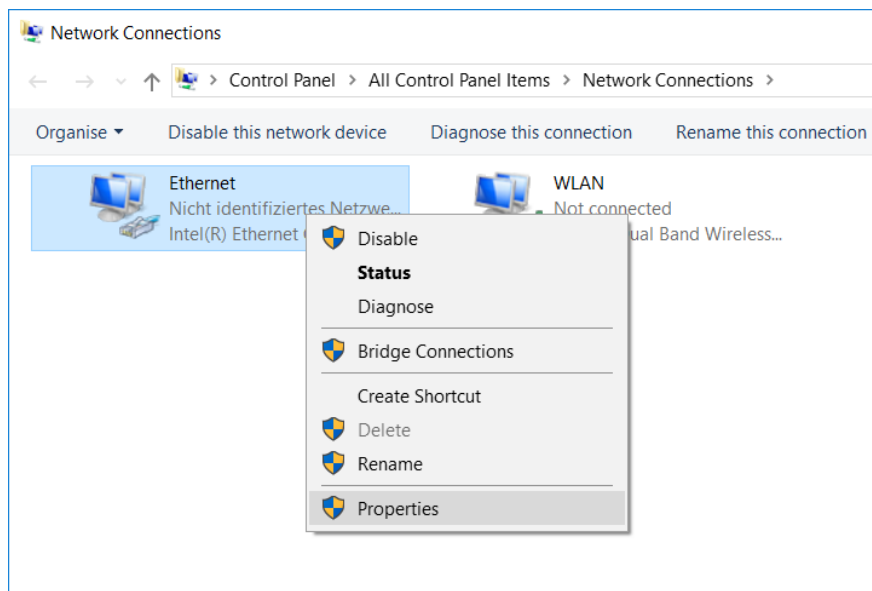 Network Connections
Control Panel > All Control Panel Items > Network Connections >
Organise Disable this network device Diagnose this connection Rename this connection
Ethernet
Nicht identifiziertes Netzwe...
Intel(R) Ethernet
WLAN
Not connected
Band Wireless...
Disable
Status
Diagnose
Bridge Connections
Create Shortcut
Delete
Rename
Properties